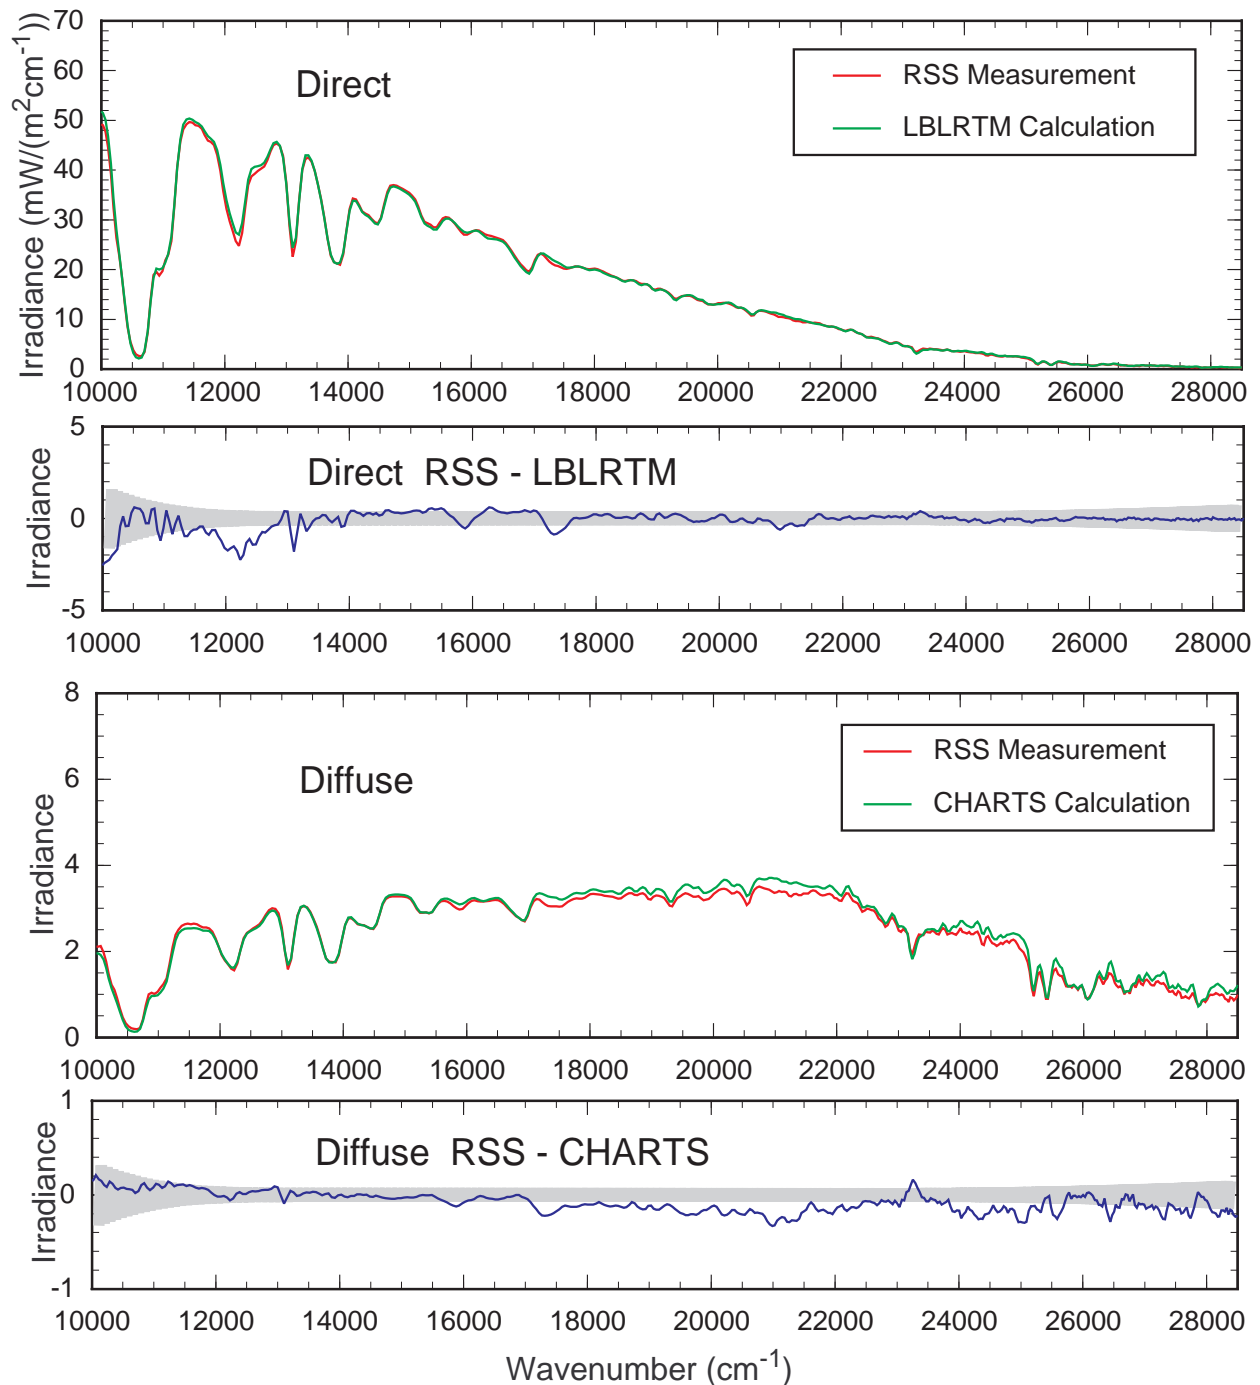 70
60
50
40
30
20
10
0
Irradiance (mW/(m²cm⁻¹))
Direct
RSS Measurement
LBLRTM Calculation
10000 12000 14000 16000 18000 20000 22000 24000 26000 28000
5
0
-5
Irradiance
Direct RSS - LBLRTM
10000 12000 14000 16000 18000 20000 22000 24000 26000 28000
8
6
4
2
0
Irradiance
Diffuse
RSS Measurement
CHARTS Calculation
10000 12000 14000 16000 18000 20000 22000 24000 26000 28000
1
0
-1
Irradiance
Diffuse RSS - CHARTS
10000 12000 14000 16000 18000 20000 22000 24000 26000 28000
Wavenumber (cm⁻¹)